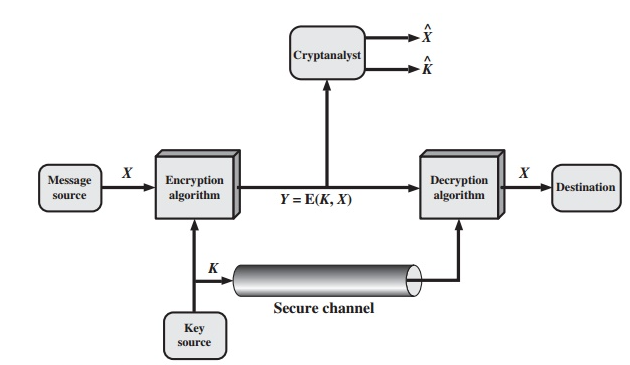 X̂
Cryptanalyst
K̂
Message
source
X
Encryption
algorithm
Y = E(K, X)
Decryption
algorithm
X
Destination
K
Secure channel
Key
source